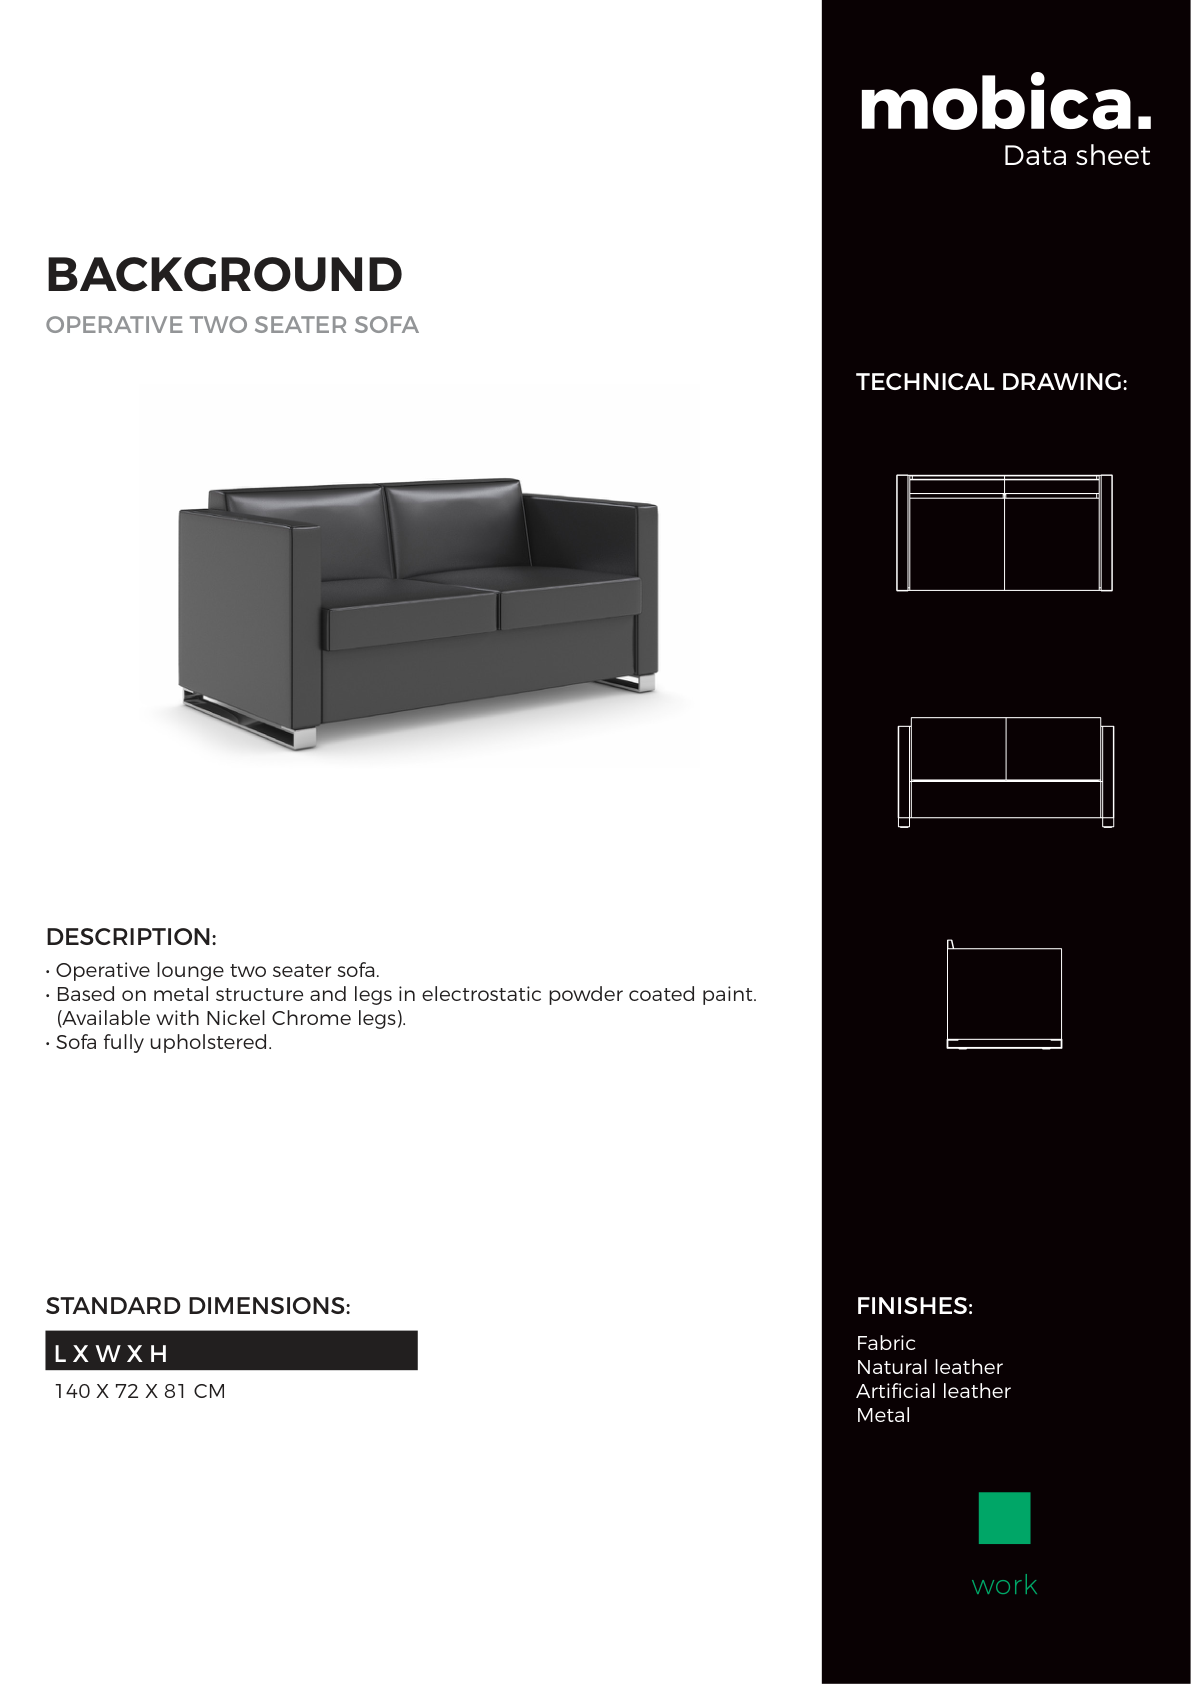 mobica.
Data sheet
BACKGROUND
OPERATIVE TWO SEATER SOFA
TECHNICAL DRAWING:
DESCRIPTION:
• Operative lounge two seater sofa.
• Based on metal structure and legs in electrostatic powder coated paint.
(Available with Nickel Chrome legs).
• Sofa fully upholstered.
STANDARD DIMENSIONS:
L X W X H
140 X 72 X 81 CM
FINISHES:
Fabric
Natural leather
Artificial leather
Metal
work